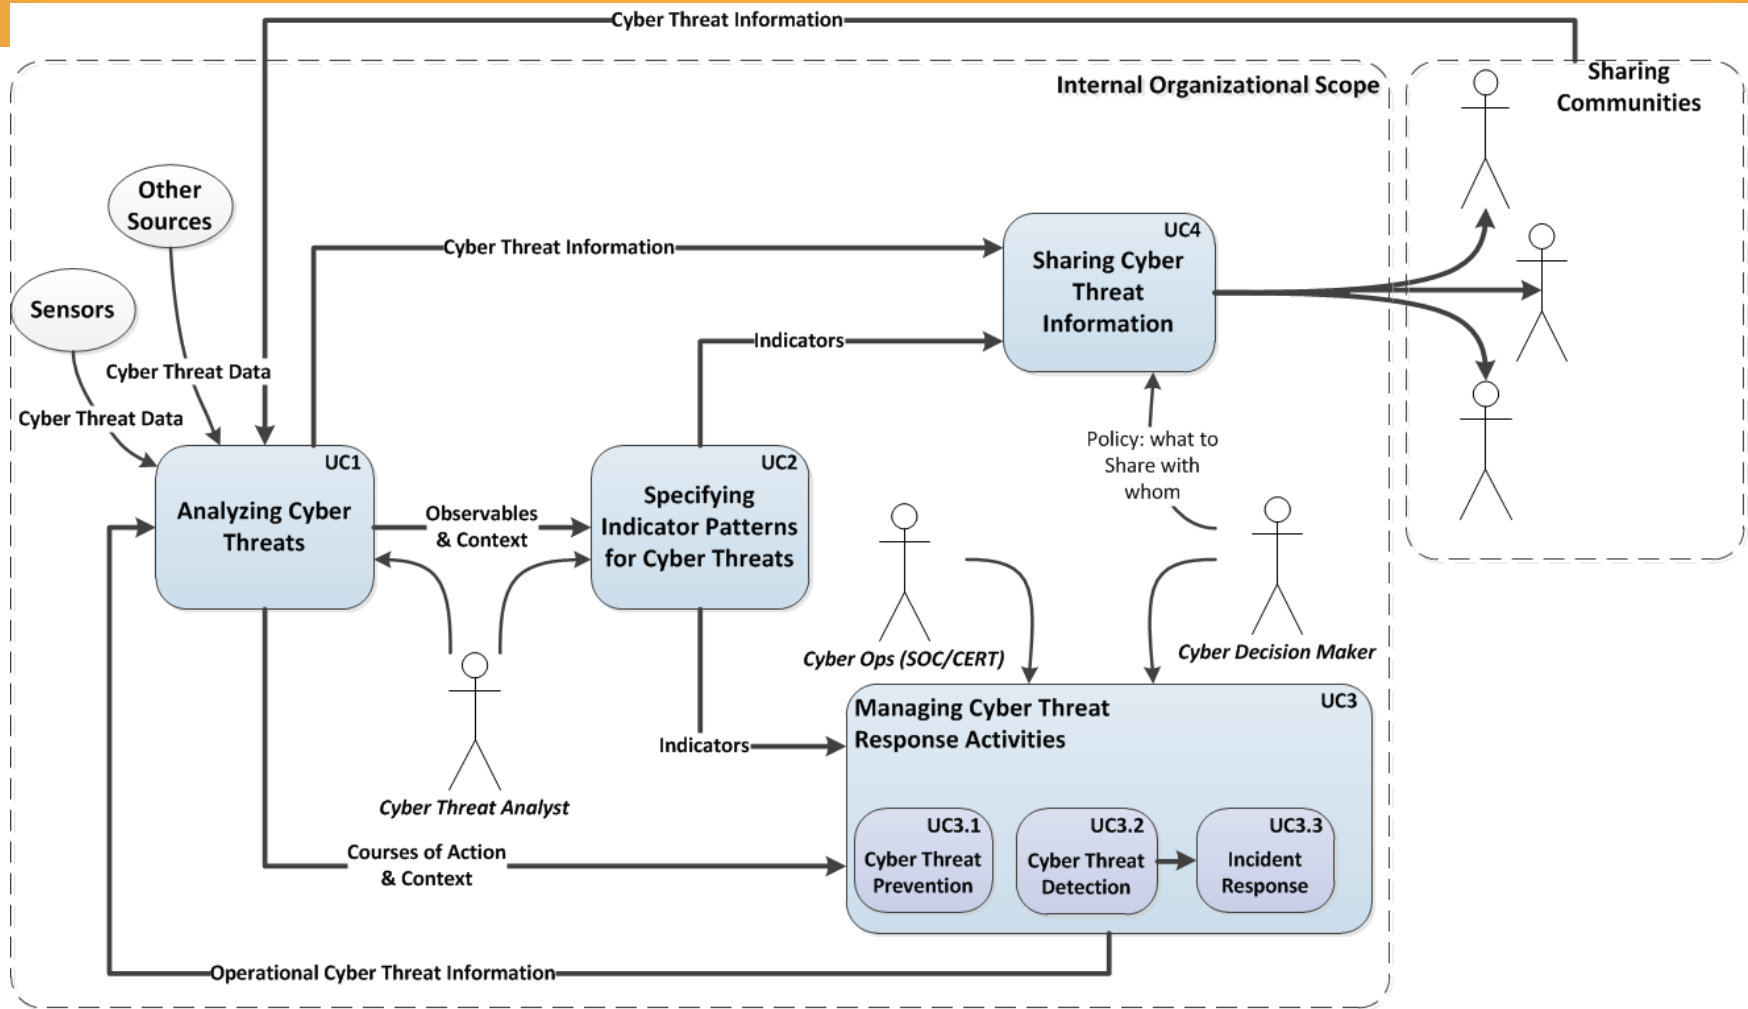 Cyber Threat Information
Internal Organizational Scope
Sharing
Communities
Other
Sources
Sensors
Cyber Threat Data
Cyber Threat Data
Cyber Threat Information
UC4
Sharing Cyber
Threat
Information
Indicators
Policy: what to
Share with
whom
UC1
Analyzing Cyber
Threats
Observables
& Context
UC2
Specifying
Indicator Patterns
for Cyber Threats
Cyber Ops (SOC/CERT)
Cyber Decision Maker
Cyber Threat Analyst
Indicators
UC3
Managing Cyber Threat
Response Activities
UC3.1
Cyber Threat
Prevention
UC3.2
Cyber Threat
Detection
UC3.3
Incident
Response
Courses of Action
& Context
Operational Cyber Threat Information